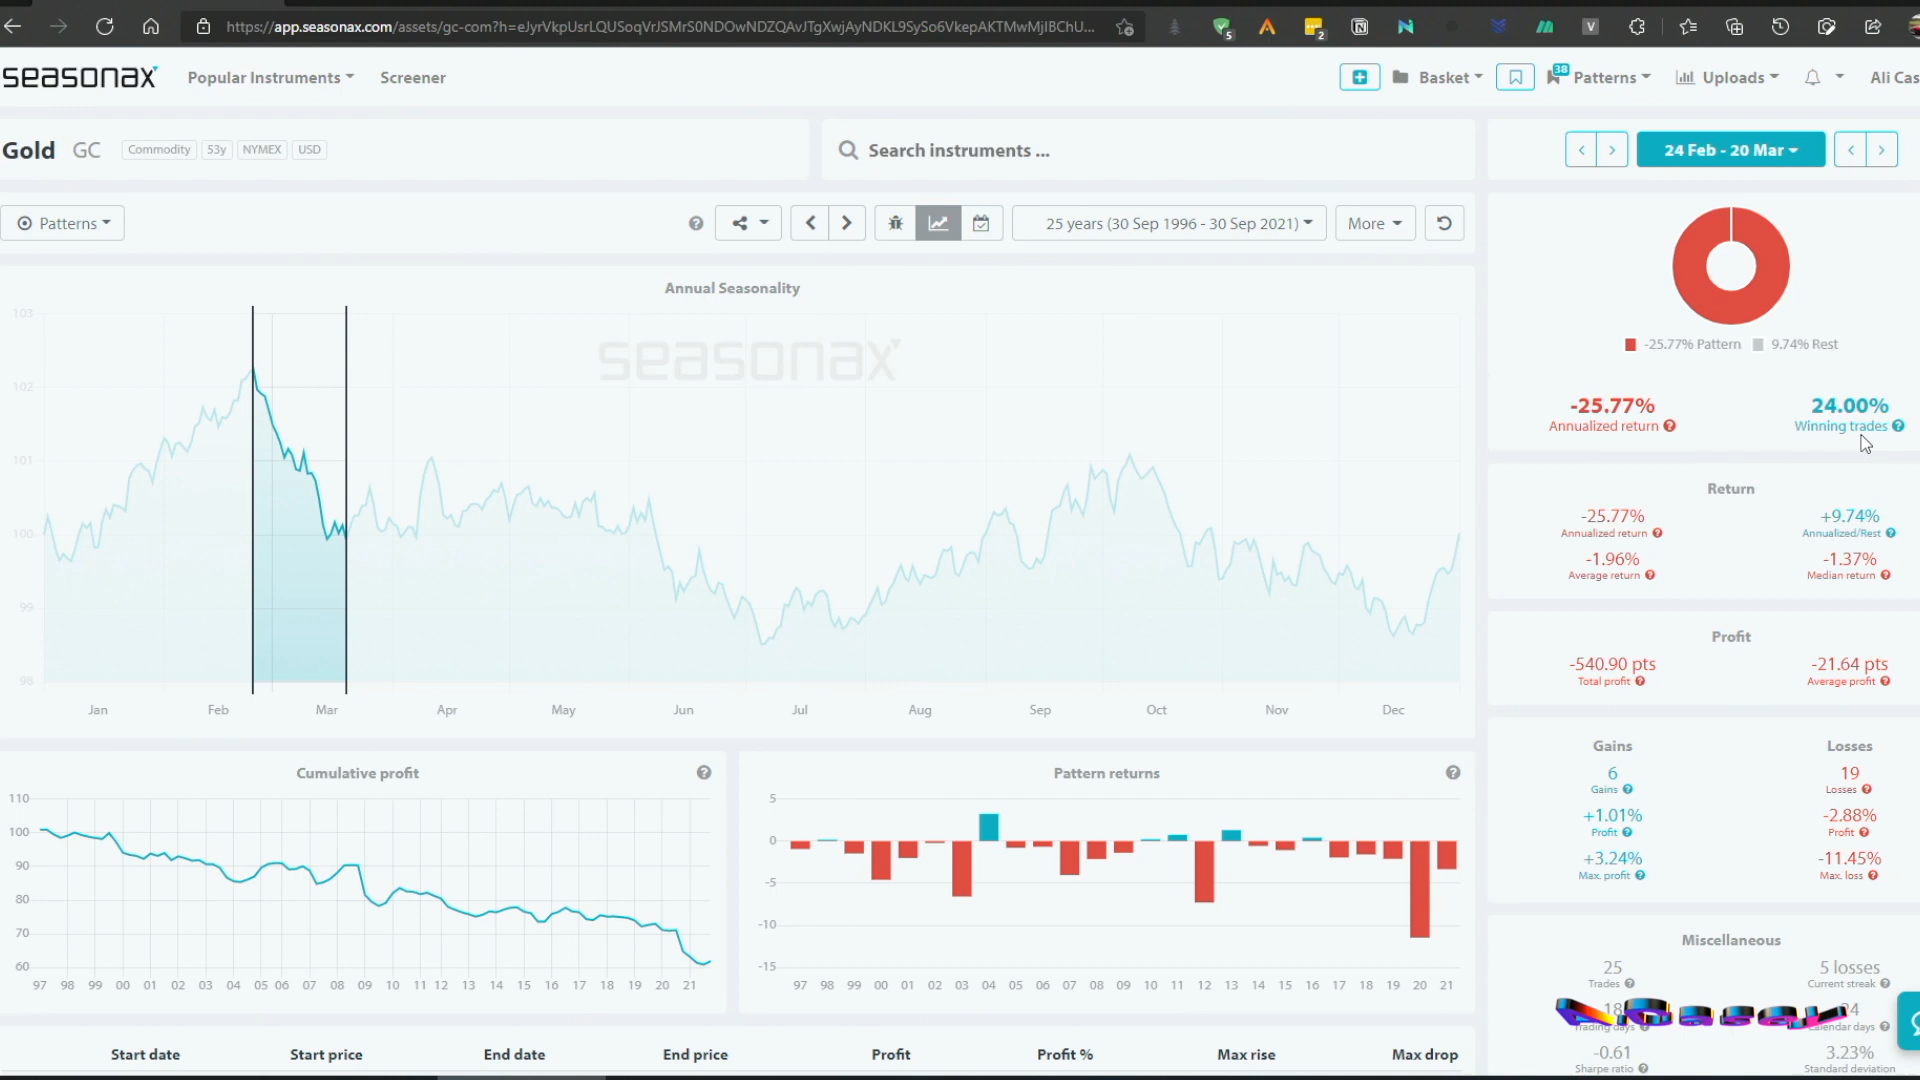 https://app.seasonax.com/assets/gc-com?h=eJyrVkpUsrLQUSoqVrJSMrS0NDOwNDZQAvJTgXwjAyNDKL9SySo6VkepAKTMwMjIBChU...
5
2
seasonax Popular Instruments Screener Basket 38 Patterns Uploads Ali Cas
Gold GC Commodity 53y NYMEX USD
Search instruments ...
24 Feb - 20 Mar
Patterns
25 years (30 Sep 1996 - 30 Sep 2021) More
Annual Seasonality
seasonax
103
102
101
100
99
98
Jan Feb Mar Apr May Jun Jul Aug Sep Oct Nov Dec
-25.77% Pattern 9.74% Rest
-25.77% 24.00%
Annualized return Winning trades
Return
-25.77% +9.74%
Annualized return Annualized/Rest
-1.96% -1.37%
Average return Median return
Profit
-540.90 pts -21.64 pts
Total profit Average profit
Gains Losses
6 19
Gains Losses
+1.01% -2.88%
Profit Profit
+3.24% -11.45%
Max. profit Max. loss
Miscellaneous
25 5 losses
Trades Current streak
18 24
Trading days Calendar days
-0.61 3.23%
Sharpe ratio Standard deviation
Cumulative profit
110
100
90
80
70
60
97 98 99 00 01 02 03 04 05 06 07 08 09 10 11 12 13 14 15 16 17 18 19 20 21
Pattern returns
5
0
-5
-10
-15
97 98 99 00 01 02 03 04 05 06 07 08 09 10 11 12 13 14 15 16 17 18 19 20 21
Start date Start price End date End price Profit Profit % Max rise Max drop